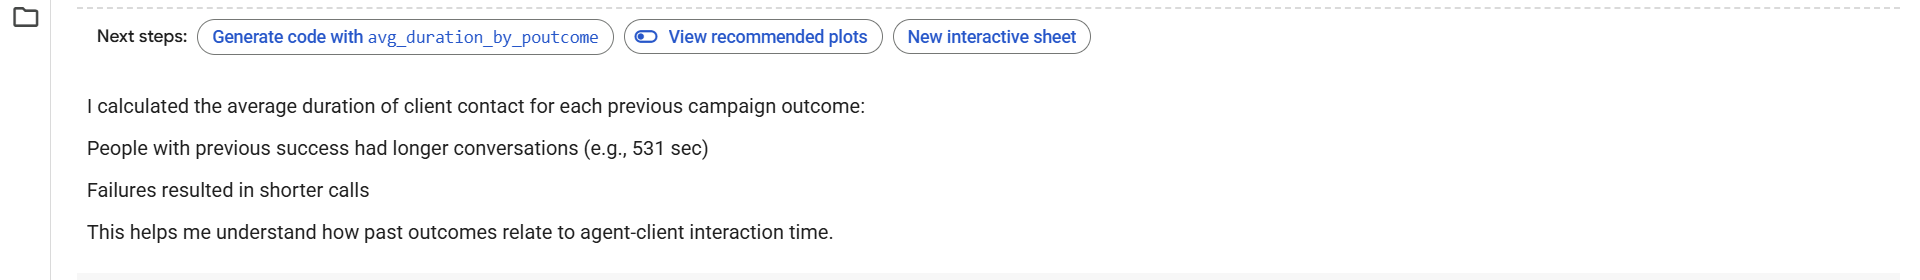 Next steps: Generate code with avg_duration_by_poutcome View recommended plots New interactive sheet
I calculated the average duration of client contact for each previous campaign outcome:
People with previous success had longer conversations (e.g., 531 sec)
Failures resulted in shorter calls
This helps me understand how past outcomes relate to agent-client interaction time.